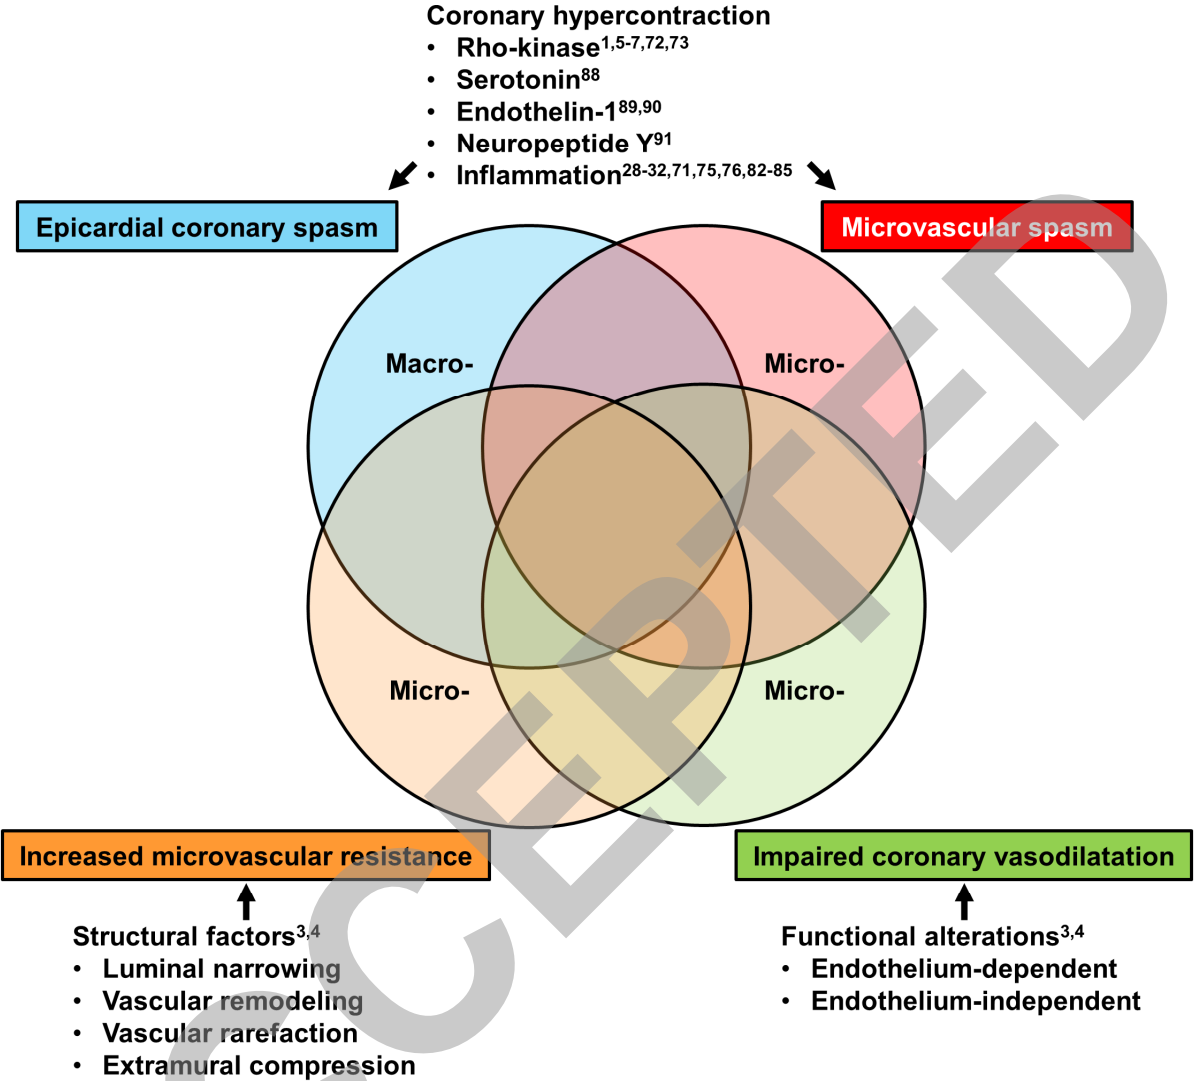 Coronary hypercontraction
• Rho-kinase1,5-7,72,73
• Serotonin88
• Endothelin-189,90
• Neuropeptide Y91
• Inflammation28-32,71,75,76,82-85
Epicardial coronary spasm
Microvascular spasm
Macro-
Micro-
Micro-
Micro-
Increased microvascular resistance
Impaired coronary vasodilatation
Structural factors3,4
• Luminal narrowing
• Vascular remodeling
• Vascular rarefaction
• Extramural compression
Functional alterations3,4
• Endothelium-dependent
• Endothelium-independent
CCEPTED